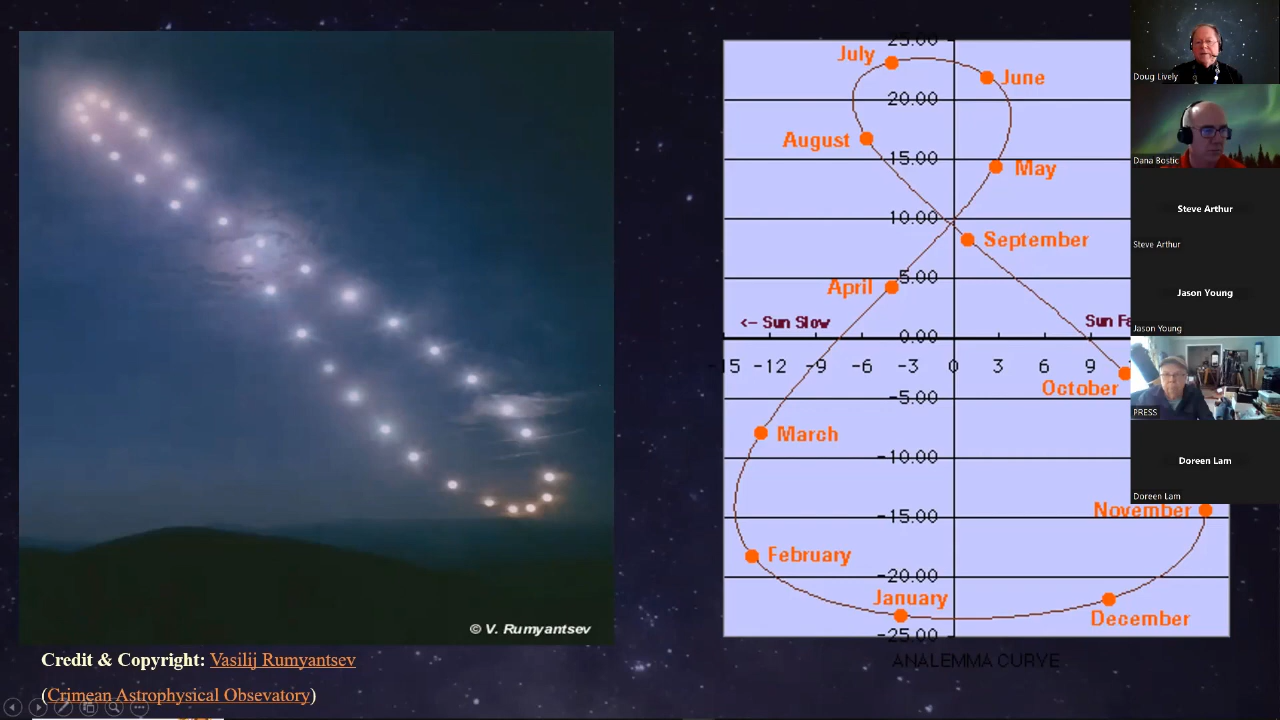 © V. Rumyantsev
Credit & Copyright: Vasilij Rumyantsev
(Crimean Astrophysical Obsevatory)
25.00
July
June
20.00
August
15.00
May
10.00
September
5.00
April
<- Sun Slow
Sun Fa
0.00
-15 -12 -9 -6 -3 0 3 6 9
October
-5.00
March
-10.00
November
-15.00
February
-20.00
January
December
-25.00
ANALEMMA CURVE
Doug Lively
Dana Bostic
Steve Arthur
Steve Arthur
Jason Young
Jason Young
PRESS
Doreen Lam
Doreen Lam